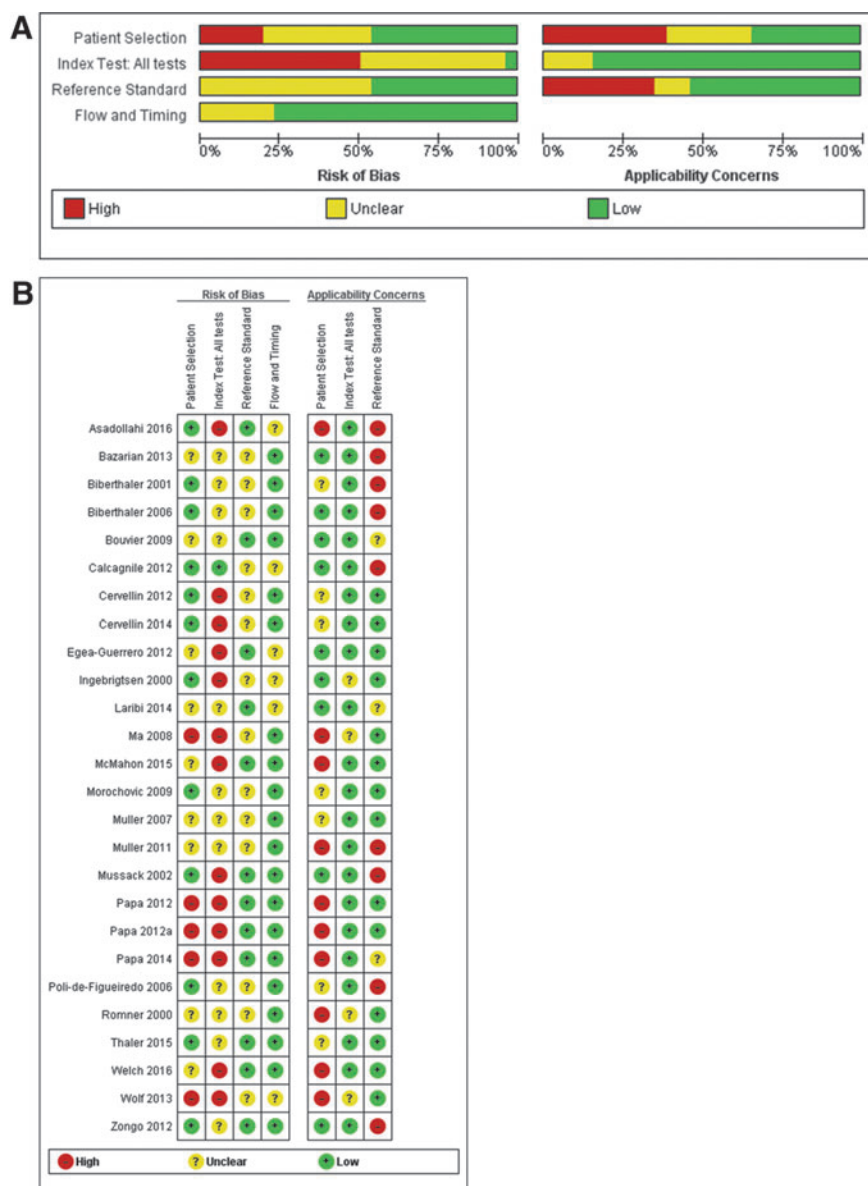 A
Patient Selection
Index Test: All tests
Reference Standard
Flow and Timing
0% 25% 50% 75% 100% 0% 25% 50% 75% 100%
Risk of Bias Applicability Concerns
High Unclear Low
B
Risk of Bias Applicability Concerns
Patient Selection
Index Test: All tests
Reference Standard
Flow and Timing
Patient Selection
Index Test: All tests
Reference Standard
Asadollahi 2016 + - + ? - + -
Bazarian 2013 ? ? ? + + + -
Biberthaler 2001 + ? ? + ? + -
Biberthaler 2006 + ? ? + + + -
Bouvier 2009 ? ? + + + + ?
Calcagnile 2012 + + ? ? + + -
Cervellin 2012 + - ? + ? + +
Cervellin 2014 + - ? + ? + +
Egea-Guerrero 2012 ? - + ? + + +
Ingebrigtsen 2000 + - ? ? + ? +
Laribi 2014 ? ? + ? + + ?
Ma 2008 - - ? + - ? +
McMahon 2015 ? - + + - + +
Morochovic 2009 + ? ? + ? + +
Muller 2007 ? ? ? + ? + +
Muller 2011 ? ? ? + - + -
Mussack 2002 + - + + + + -
Papa 2012 - - + + - + +
Papa 2012a - - + + - + +
Papa 2014 - - + + - + ?
Poli-de-Figueiredo 2006 + ? ? + ? + -
Romner 2000 ? ? ? + - ? +
Thaler 2015 + ? + + ? + +
Welch 2016 ? - + + - + +
Wolf 2013 - - ? ? - ? +
Zongo 2012 + ? + + + + -
- High ? Unclear + Low